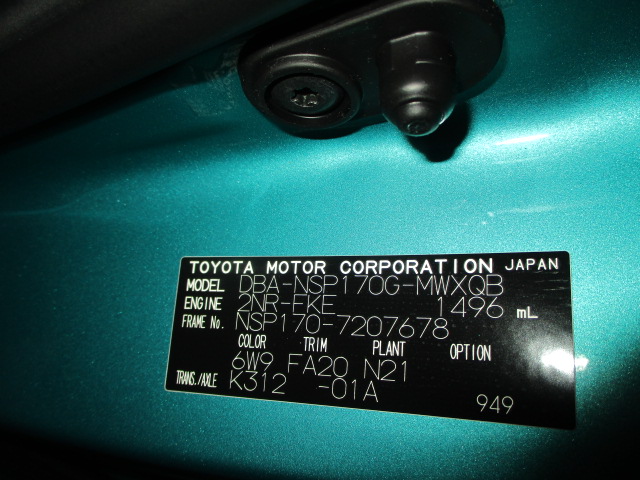 TOYOTA MOTOR CORPORATION JAPAN
MODEL DBA-NSP170G-MWXQB
ENGINE 2NR-FKE 1496 mL
FRAME No. NSP170-7207678
COLOR TRIM PLANT OPTION
6W9 FA20 N21
TRANS./AXLE K312 -01A
949